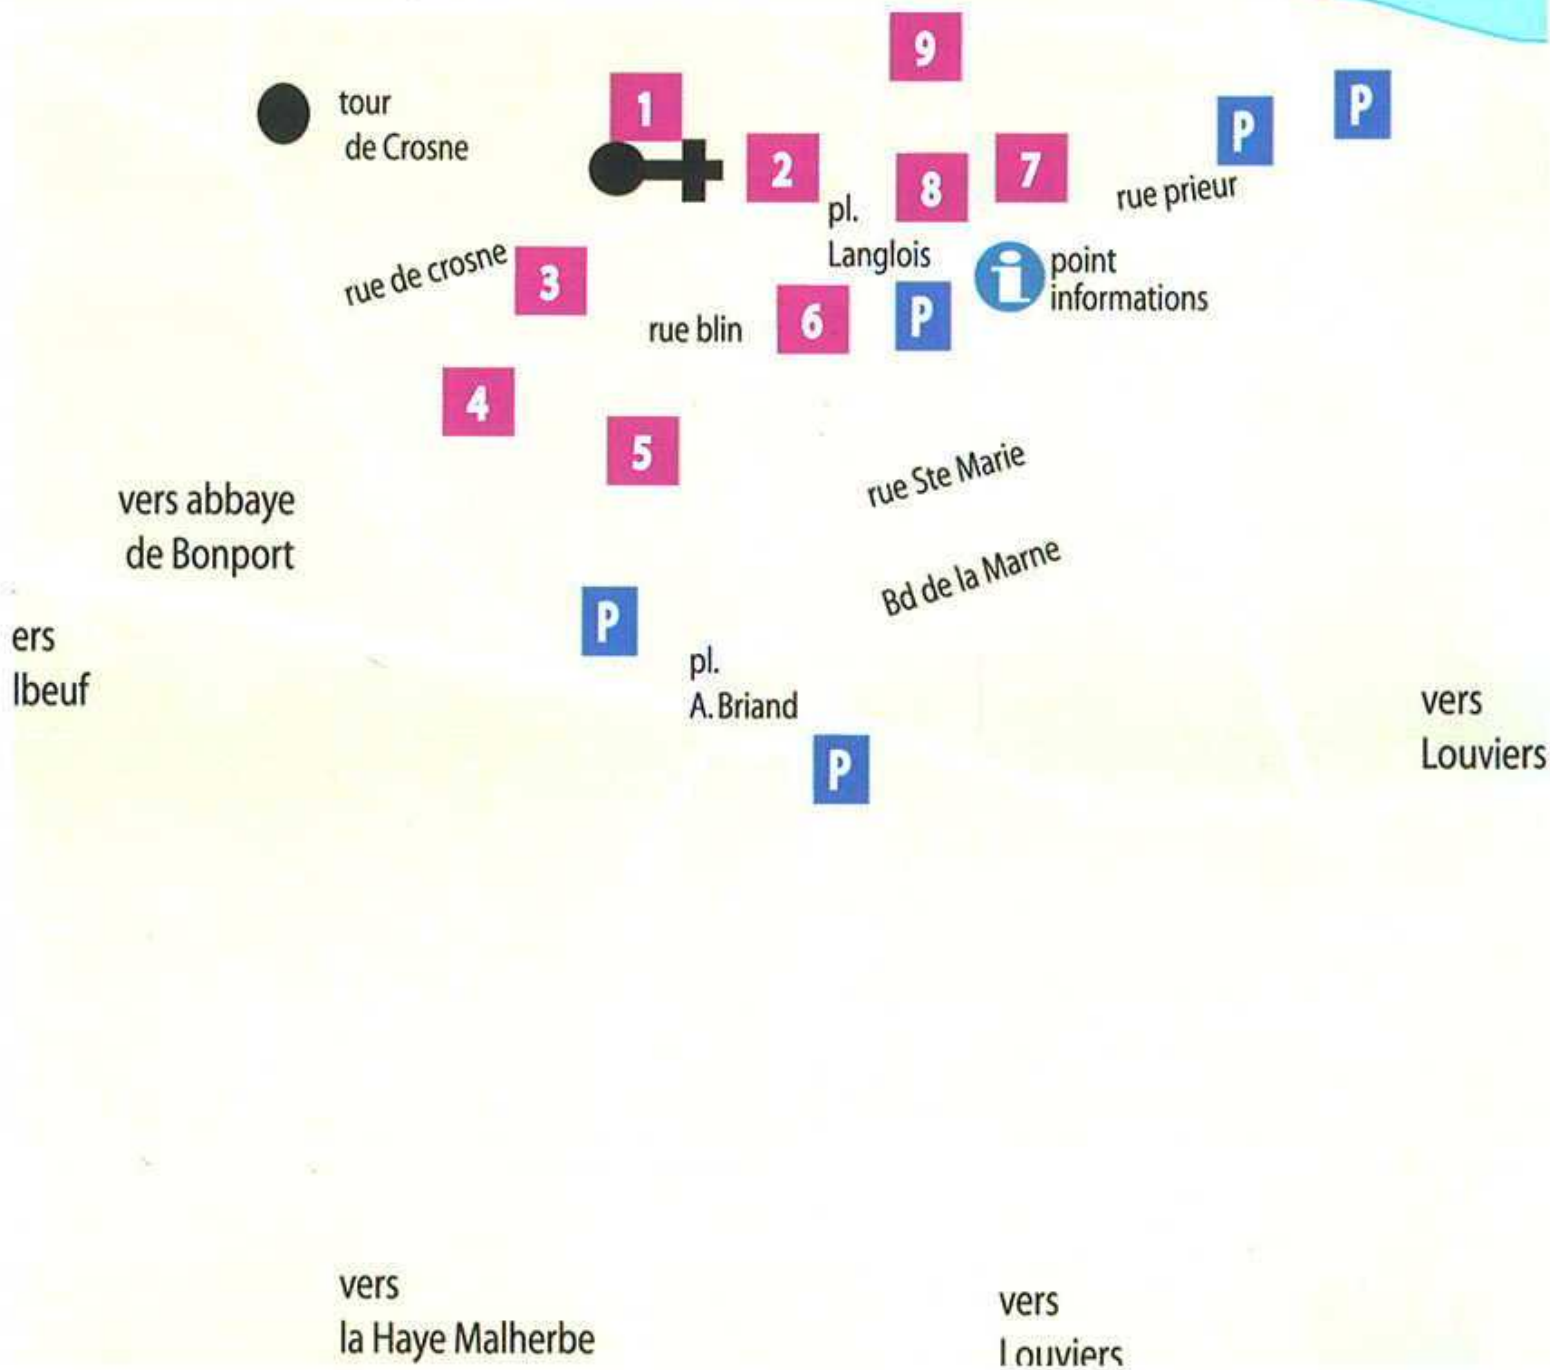 9
P
tour
1
P
de Crosne
2
7
8
rue prieur
pl.
Langlois
rue de crosne
3
point
informations
6
P
rue blin
4
5
rue Ste Marie
vers abbaye
de Bonport
Bd de la Marne
P
ers
lbeuf
pl.
A. Briand
vers
Louviers
P
vers
la Haye Malherbe
vers
Louviers